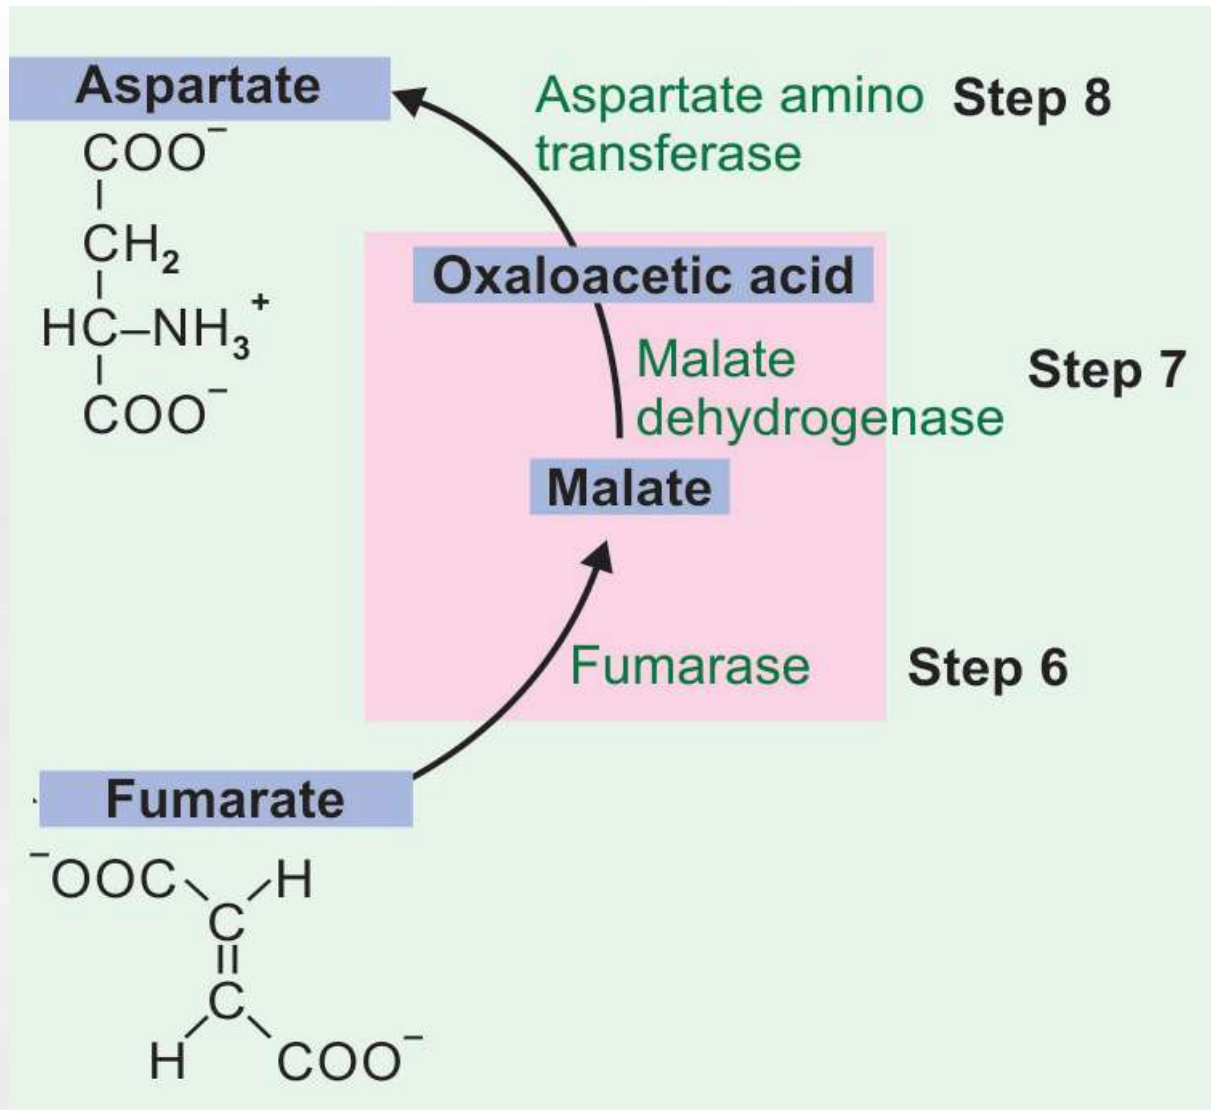 Aspartate
COO⁻
CH₂
HC–NH₃⁺
COO⁻
Aspartate amino
transferase
Step 8
Oxaloacetic acid
Malate
dehydrogenase
Step 7
Malate
Fumarase
Step 6
Fumarate
⁻OOC H
C
C
H COO⁻